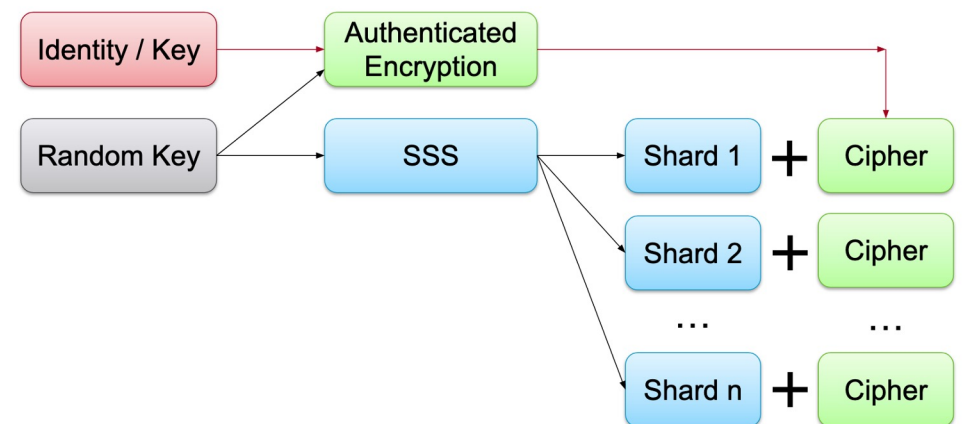 Identity / Key
Authenticated
Encryption
Random Key
SSS
Shard 1
+
Cipher
Shard 2
+
Cipher
...
...
Shard n
+
Cipher